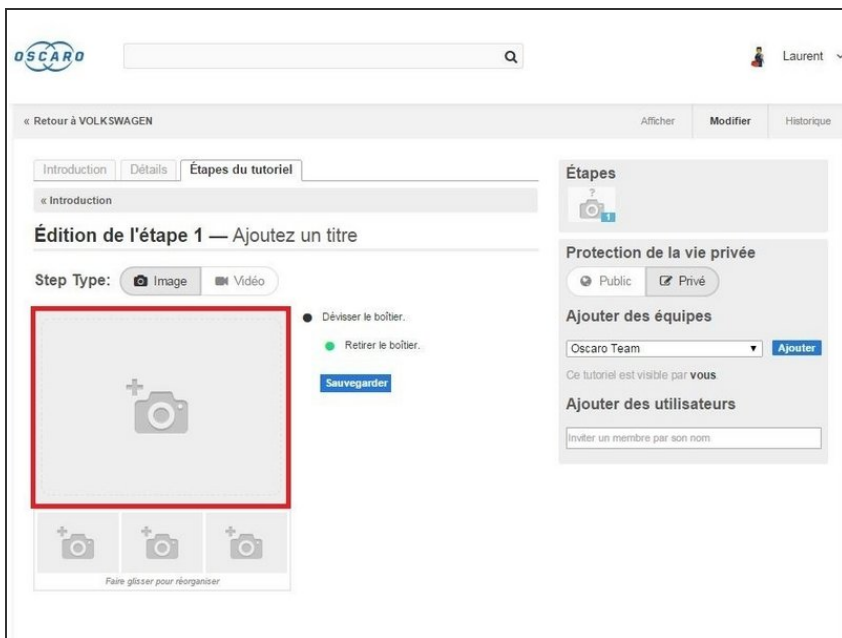 OSCARO
Laurent
« Retour à VOLKSWAGEN
Afficher
Modifier
Historique
Introduction
Détails
Étapes du tutoriel
« Introduction
Édition de l'étape 1 — Ajoutez un titre
Step Type:
Image
Vidéo
Dévisser le boîtier.
Retirer le boîtier.
Sauvegarder
Faire glisser pour réorganiser
Étapes
?
1
Protection de la vie privée
Public
Privé
Ajouter des équipes
Oscaro Team
Ajouter
Ce tutoriel est visible par vous.
Ajouter des utilisateurs
Inviter un membre par son nom